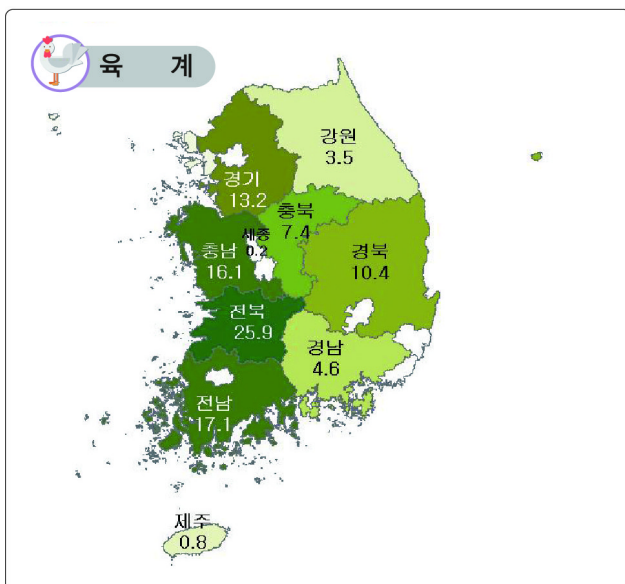 육 계
강원
3.5
경기
13.2
충북
7.4
세종
0.2
충남
16.1
경북
10.4
전북
25.9
경남
4.6
전남
17.1
제주
0.8